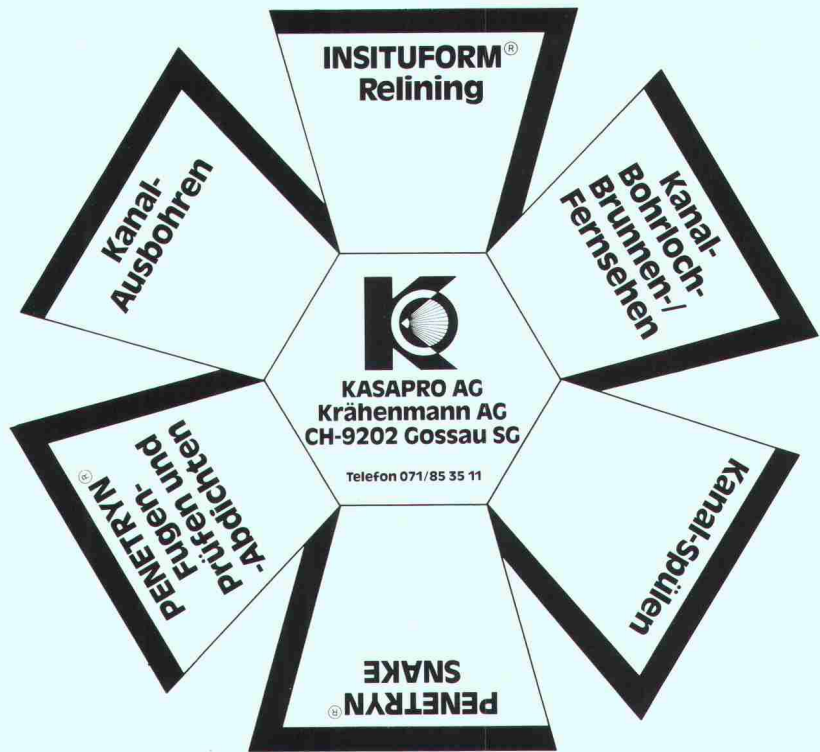 INSITUFORM®
Relining
Kanal-
Bohrloch-
Brunnen-/
Fernsehen
Kanal-Spülen
PENETRYN®
SNAKE
PENETRYN®
Fugen-
Prüfen und
-Abdichten
Kanal-
Ausbohren
K
KASAPRO AG
Krähenmann AG
CH-9202 Gossau SG
Telefon 071/85 35 11